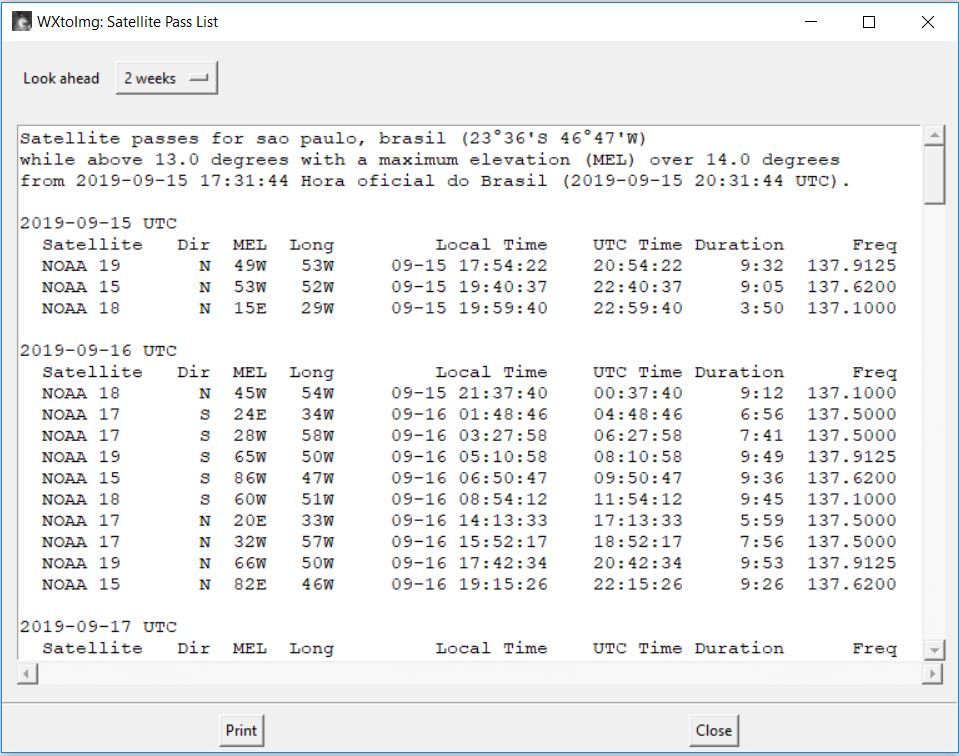 WXtoImg: Satellite Pass List
Look ahead 2 weeks
Satellite passes for sao paulo, brasil (23°36'S 46°47'W)
while above 13.0 degrees with a maximum elevation (MEL) over 14.0 degrees
from 2019-09-15 17:31:44 Hora oficial do Brasil (2019-09-15 20:31:44 UTC).
2019-09-15 UTC
Satellite Dir MEL Long Local Time UTC Time Duration Freq
NOAA 19 N 49W 53W 09-15 17:54:22 20:54:22 9:32 137.9125
NOAA 15 N 53W 52W 09-15 19:40:37 22:40:37 9:05 137.6200
NOAA 18 N 15E 29W 09-15 19:59:40 22:59:40 3:50 137.1000
2019-09-16 UTC
Satellite Dir MEL Long Local Time UTC Time Duration Freq
NOAA 18 N 45W 54W 09-15 21:37:40 00:37:40 9:12 137.1000
NOAA 17 S 24E 34W 09-16 01:48:46 04:48:46 6:56 137.5000
NOAA 17 S 28W 58W 09-16 03:27:58 06:27:58 7:41 137.5000
NOAA 19 S 65W 50W 09-16 05:10:58 08:10:58 9:49 137.9125
NOAA 15 S 86W 47W 09-16 06:50:47 09:50:47 9:36 137.6200
NOAA 18 S 60W 51W 09-16 08:54:12 11:54:12 9:45 137.1000
NOAA 17 N 20E 33W 09-16 14:13:33 17:13:33 5:59 137.5000
NOAA 17 N 32W 57W 09-16 15:52:17 18:52:17 7:56 137.5000
NOAA 19 N 66W 50W 09-16 17:42:34 20:42:34 9:53 137.9125
NOAA 15 N 82E 46W 09-16 19:15:26 22:15:26 9:26 137.6200
2019-09-17 UTC
Satellite Dir MEL Long Local Time UTC Time Duration Freq
Print Close